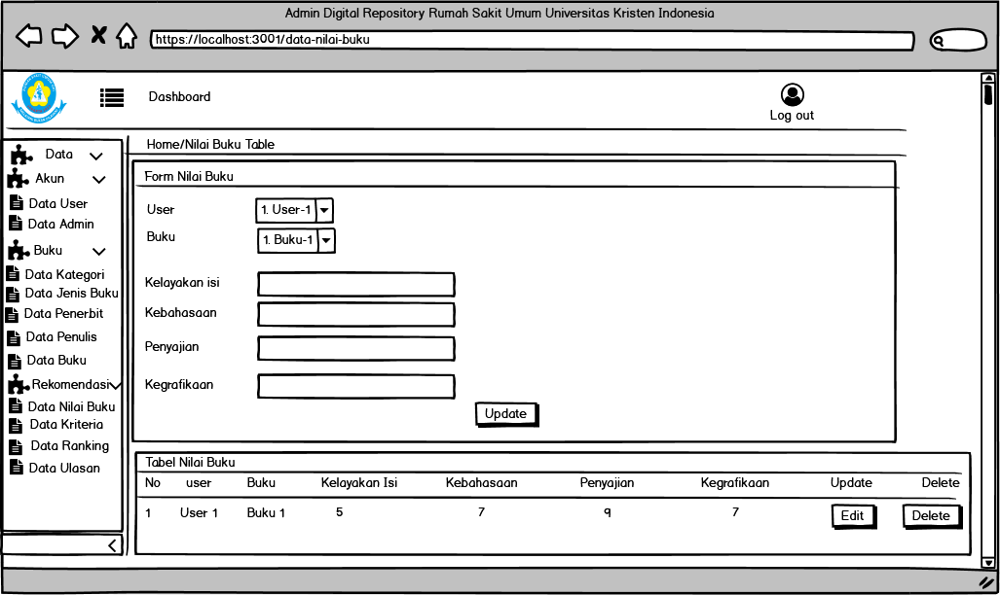 Admin Digital Repository Rumah Sakit Umum Universitas Kristen Indonesia
https://localhost:3001/data-nilai-buku
Dashboard
Log out
Data
Akun
Data User
Data Admin
Buku
Data Kategori
Data Jenis Buku
Data Penerbit
Data Penulis
Data Buku
Rekomendasi
Data Nilai Buku
Data Kriteria
Data Ranking
Data Ulasan
Home/Nilai Buku Table
Form Nilai Buku
User 1. User-1
Buku 1. Buku-1
Kelayakan isi
Kebahasaan
Penyajian
Kegrafikaan
Update
Tabel Nilai Buku
No user Buku Kelayakan Isi Kebahasaan Penyajian Kegrafikaan Update Delete
1 User 1 Buku 1 5 7 9 7 Edit Delete